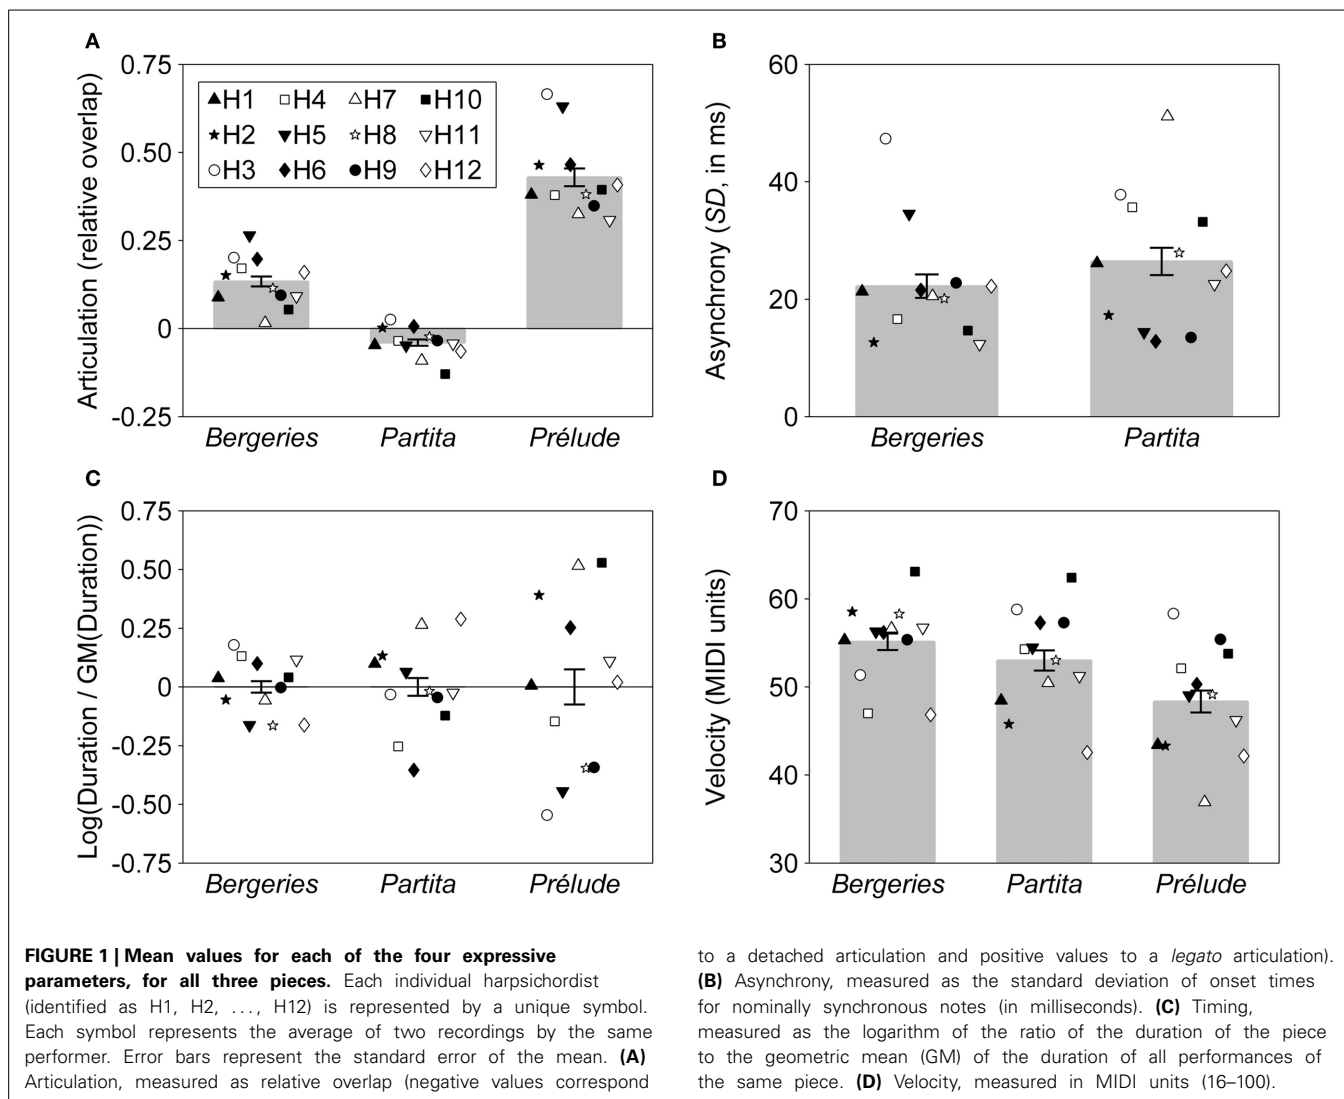 A
Articulation (relative overlap)
0.75
0.50
0.25
0
-0.25
H1 H4 H7 H10
H2 H5 H8 H11
H3 H6 H9 H12
Bergeries Partita Prélude
B
Asynchrony (SD, in ms)
60
40
20
0
Bergeries Partita
C
Log(Duration / GM(Duration))
0.75
0.50
0.25
0
-0.25
-0.50
-0.75
Bergeries Partita Prélude
D
Velocity (MIDI units)
70
60
50
40
30
Bergeries Partita Prélude
FIGURE 1 | Mean values for each of the four expressive
parameters, for all three pieces. Each individual harpsichordist
(identified as H1, H2, ..., H12) is represented by a unique symbol.
Each symbol represents the average of two recordings by the same
performer. Error bars represent the standard error of the mean. (A)
Articulation, measured as relative overlap (negative values correspond
to a detached articulation and positive values to a legato articulation).
(B) Asynchrony, measured as the standard deviation of onset times
for nominally synchronous notes (in milliseconds). (C) Timing,
measured as the logarithm of the ratio of the duration of the piece
to the geometric mean (GM) of the duration of all performances of
the same piece. (D) Velocity, measured in MIDI units (16–100).